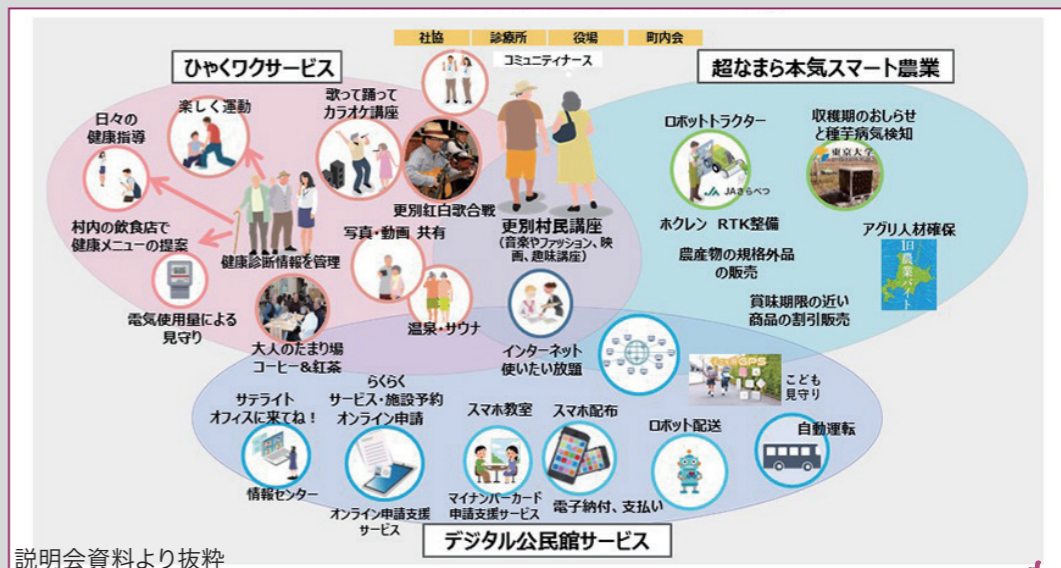 社協
診療所
役場
町内会
コミュニティナース
ひゃくワクサービス
日々の
健康指導
楽しく運動
歌って踊って
カラオケ講座
村内の飲食店で
健康メニューの提案
健康診断情報を管理
更別紅白歌合戦
写真・動画 共有
電気使用量による
見守り
大人のたまり場
コーヒー&紅茶
温泉・サウナ
更別村民講座
(音楽やファッション、映
画、趣味講座)
インターネット
使いたい放題
超なまら本気スマート農業
ロボットトラクター
JAさらべつ
収穫期のおしらせ
と種芋病気検知
東京大学
ホクレン RTK整備
農産物の規格外品
の販売
アグリ人材確保
1日
農業バイト
賞味期限の近い
商品の割引販売
GPS
こども
見守り
サテライト
オフィスに来てね!
情報センター
らくらく
サービス・施設予約
オンライン申請
オンライン申請支援
サービス
スマホ教室
マイナンバーカード
申請支援サービス
スマホ配布
電子納付、支払い
ロボット配送
自動運転
デジタル公民館サービス
説明会資料より抜粋